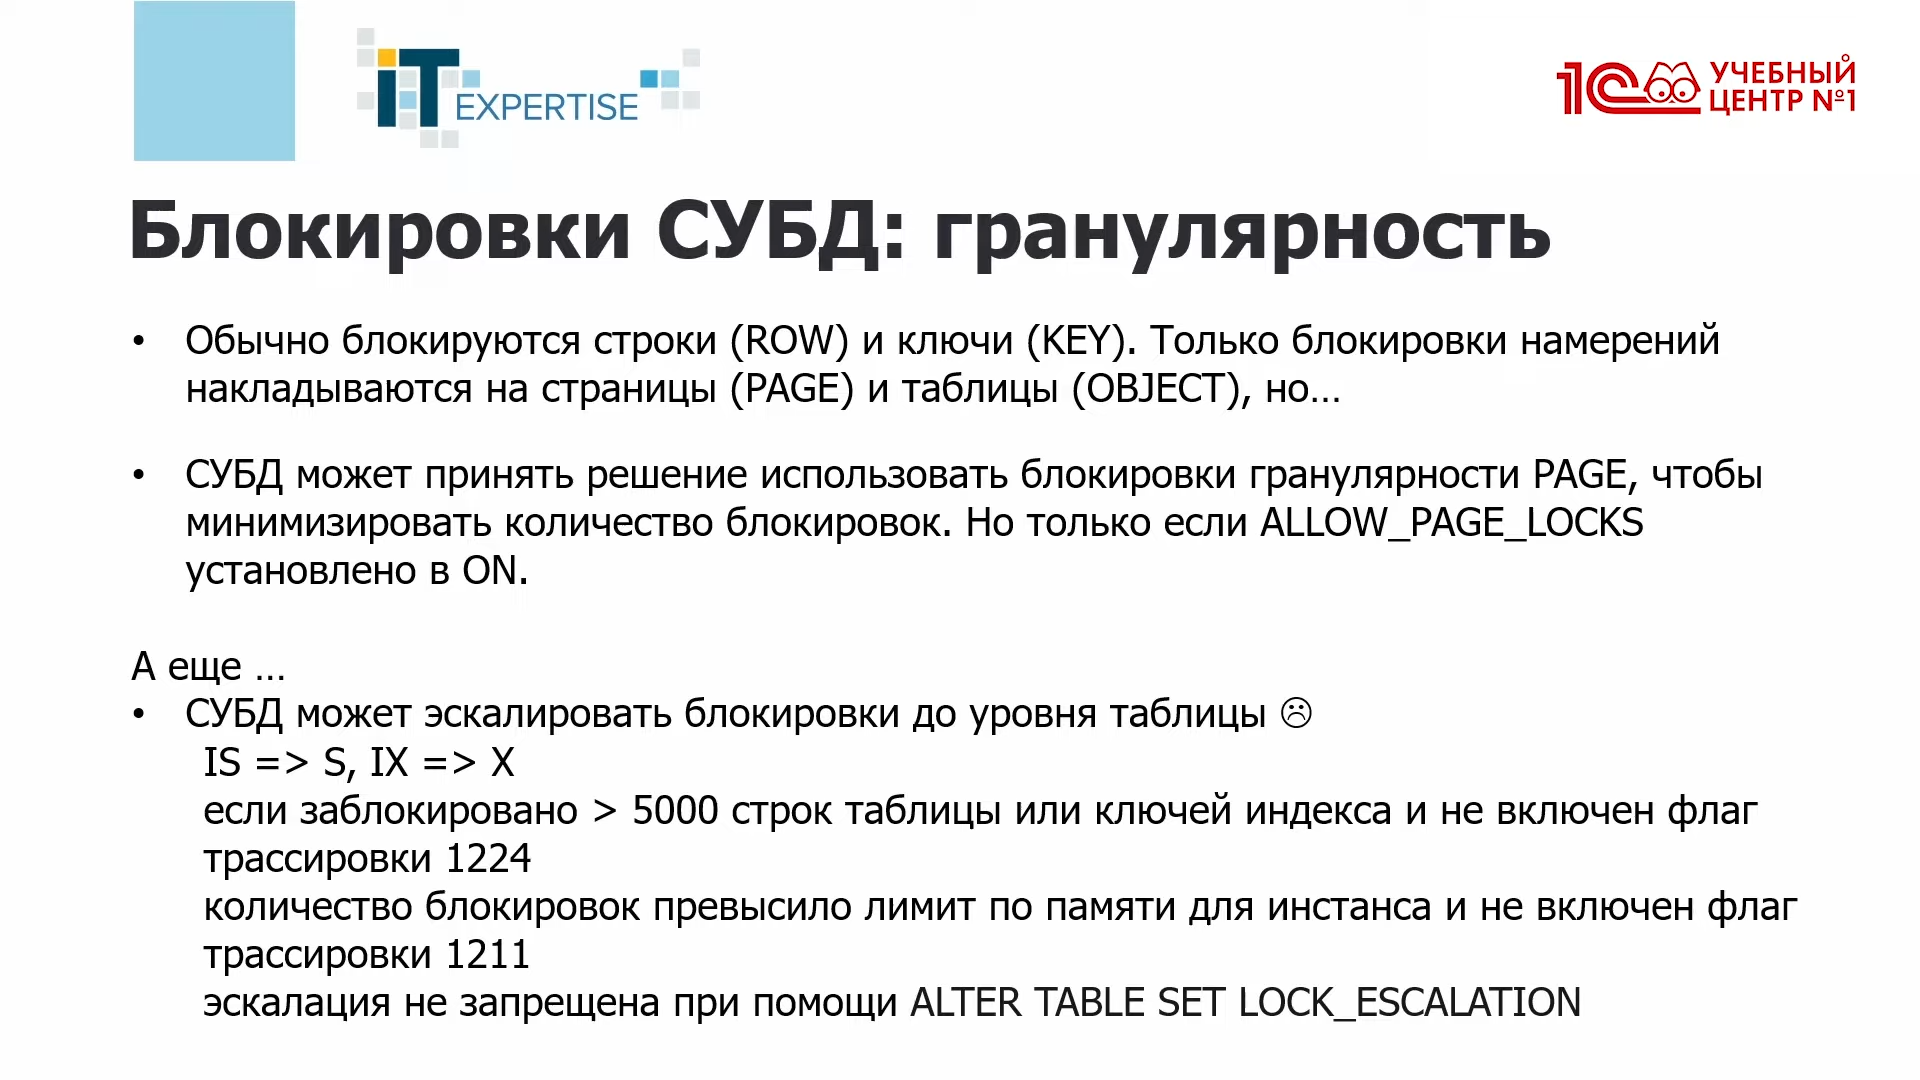 iT EXPERTISE
1С УЧЕБНЫЙ
ЦЕНТР №1
Блокировки СУБД: гранулярность
• Обычно блокируются строки (ROW) и ключи (KEY). Только блокировки намерений
накладываются на страницы (PAGE) и таблицы (OBJECT), но…
• СУБД может принять решение использовать блокировки гранулярности PAGE, чтобы
минимизировать количество блокировок. Но только если ALLOW_PAGE_LOCKS
установлено в ON.
А еще …
• СУБД может эскалировать блокировки до уровня таблицы ☹
IS => S, IX => X
если заблокировано > 5000 строк таблицы или ключей индекса и не включен флаг
трассировки 1224
количество блокировок превысило лимит по памяти для инстанса и не включен флаг
трассировки 1211
эскалация не запрещена при помощи ALTER TABLE SET LOCK_ESCALATION